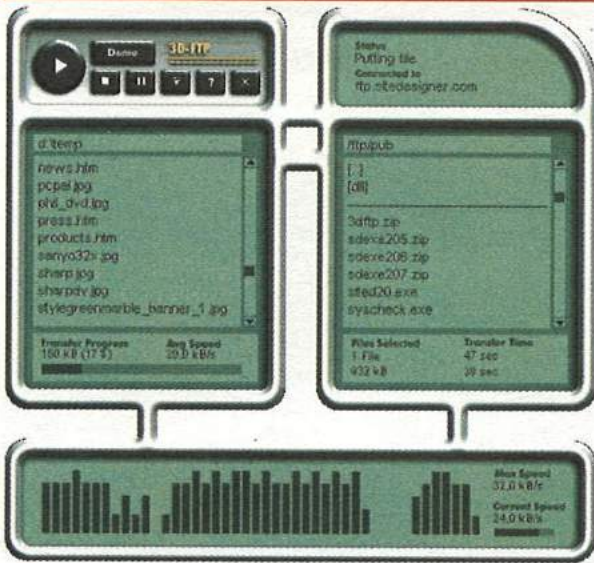 Demo
3D-FTP
?
Status
Putting file
Connected to
ftp.sitedesigner.com
d:\temp
news.htm
pcpal.jpg
phil_dvd.jpg
press.htm
products.htm
sanyo32x.jpg
sharp.jpg
sharpdv.jpg
stylegreenmarble_banner_1.jpg
Transfer Progress
160 kB (17 %)
Avg Speed
20,0 kB/s
/ftp/pub
[..]
[dll]
3dftp.zip
sdexe205.zip
sdexe206.zip
sdexe207.zip
sited20.exe
syscheck.exe
Files Selected
1 File
932 kB
Transfer Time
47 sec
39 sec
Max Speed
32,0 kB/s
Current Speed
24,0 kB/s